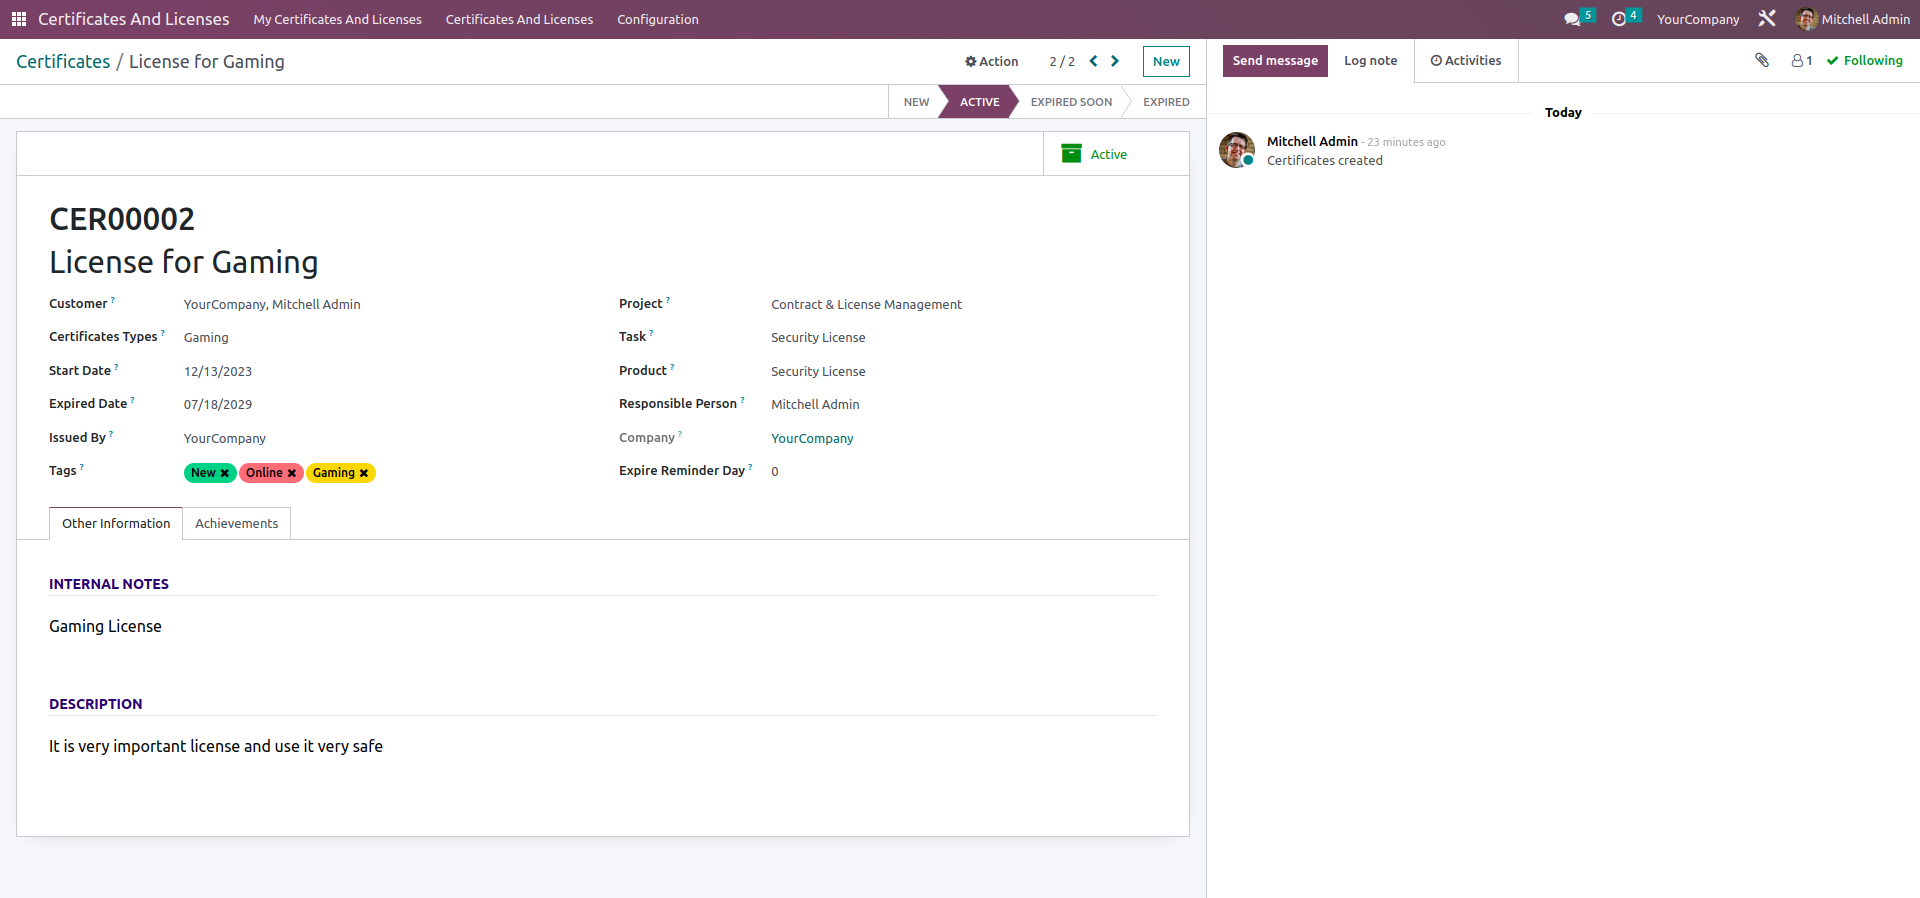 Certificates And Licenses My Certificates And Licenses Certificates And Licenses Configuration 5 4 YourCompany Mitchell Admin
Certificates / License for Gaming Action 2 / 2 New
Send message Log note Activities 1 Following
NEW ACTIVE EXPIRED SOON EXPIRED
Active
CER00002
License for Gaming
Customer ? YourCompany, Mitchell Admin
Certificates Types ? Gaming
Start Date ? 12/13/2023
Expired Date ? 07/18/2029
Issued By ? YourCompany
Tags ? New Online Gaming
Project ? Contract & License Management
Task ? Security License
Product ? Security License
Responsible Person ? Mitchell Admin
Company ? YourCompany
Expire Reminder Day ? 0
Other Information Achievements
INTERNAL NOTES
Gaming License
DESCRIPTION
It is very important license and use it very safe
Today
Mitchell Admin - 23 minutes ago
Certificates created